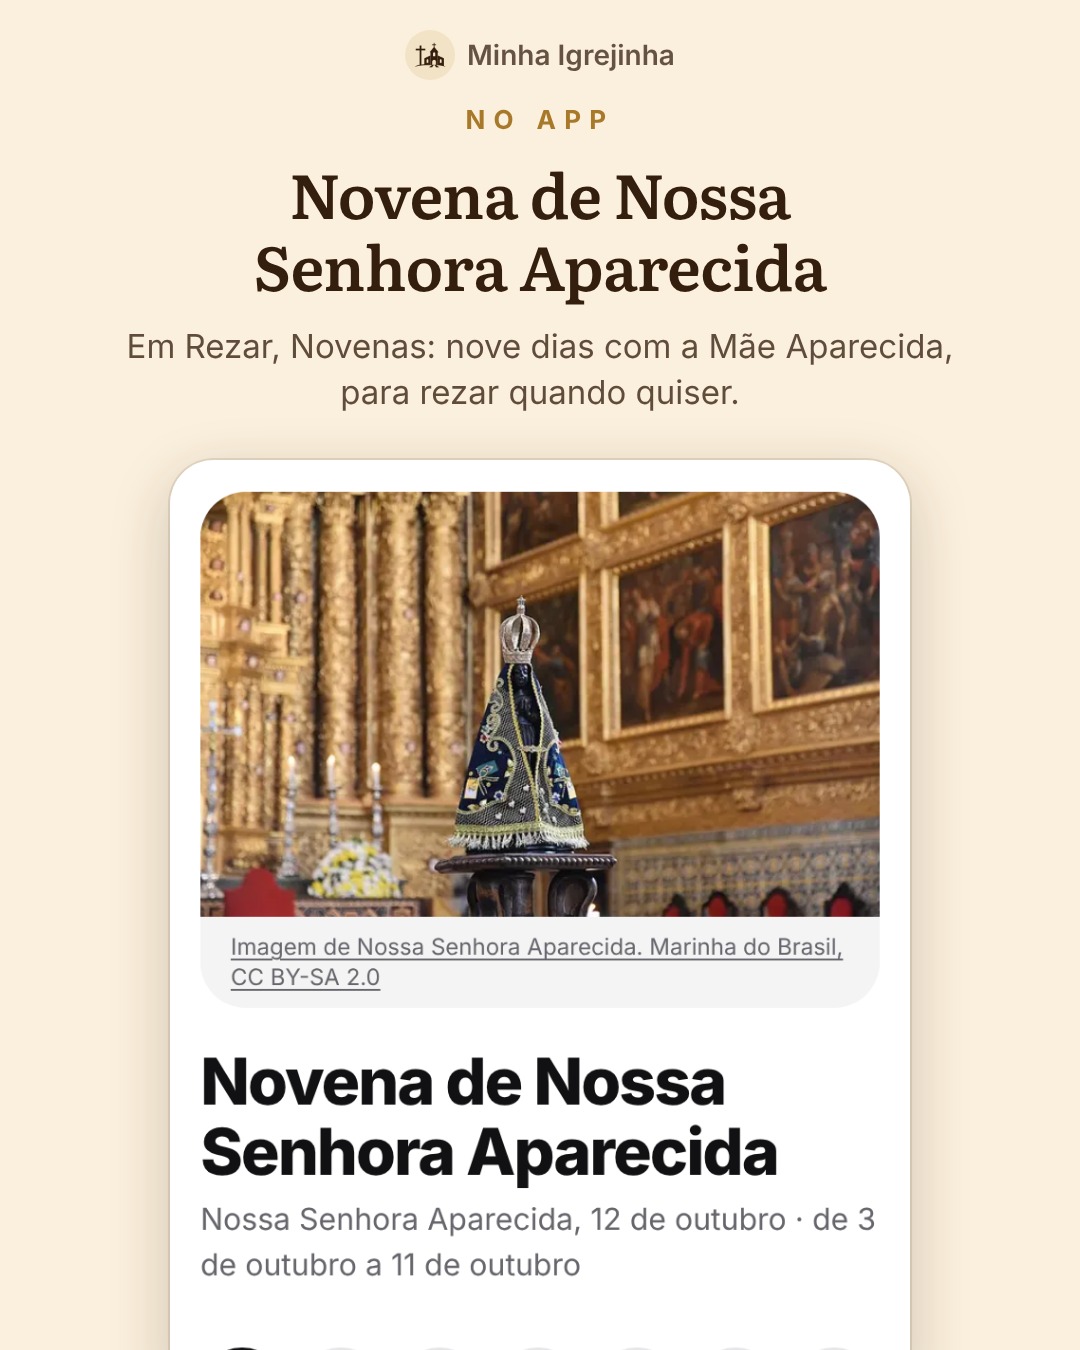 Minha Igrejinha
NO APP
Novena de Nossa
Senhora Aparecida
Em Rezar, Novenas: nove dias com a Mãe Aparecida,
para rezar quando quiser.
Imagem de Nossa Senhora Aparecida. Marinha do Brasil,
CC BY-SA 2.0
Novena de Nossa
Senhora Aparecida
Nossa Senhora Aparecida, 12 de outubro · de 3
de outubro a 11 de outubro